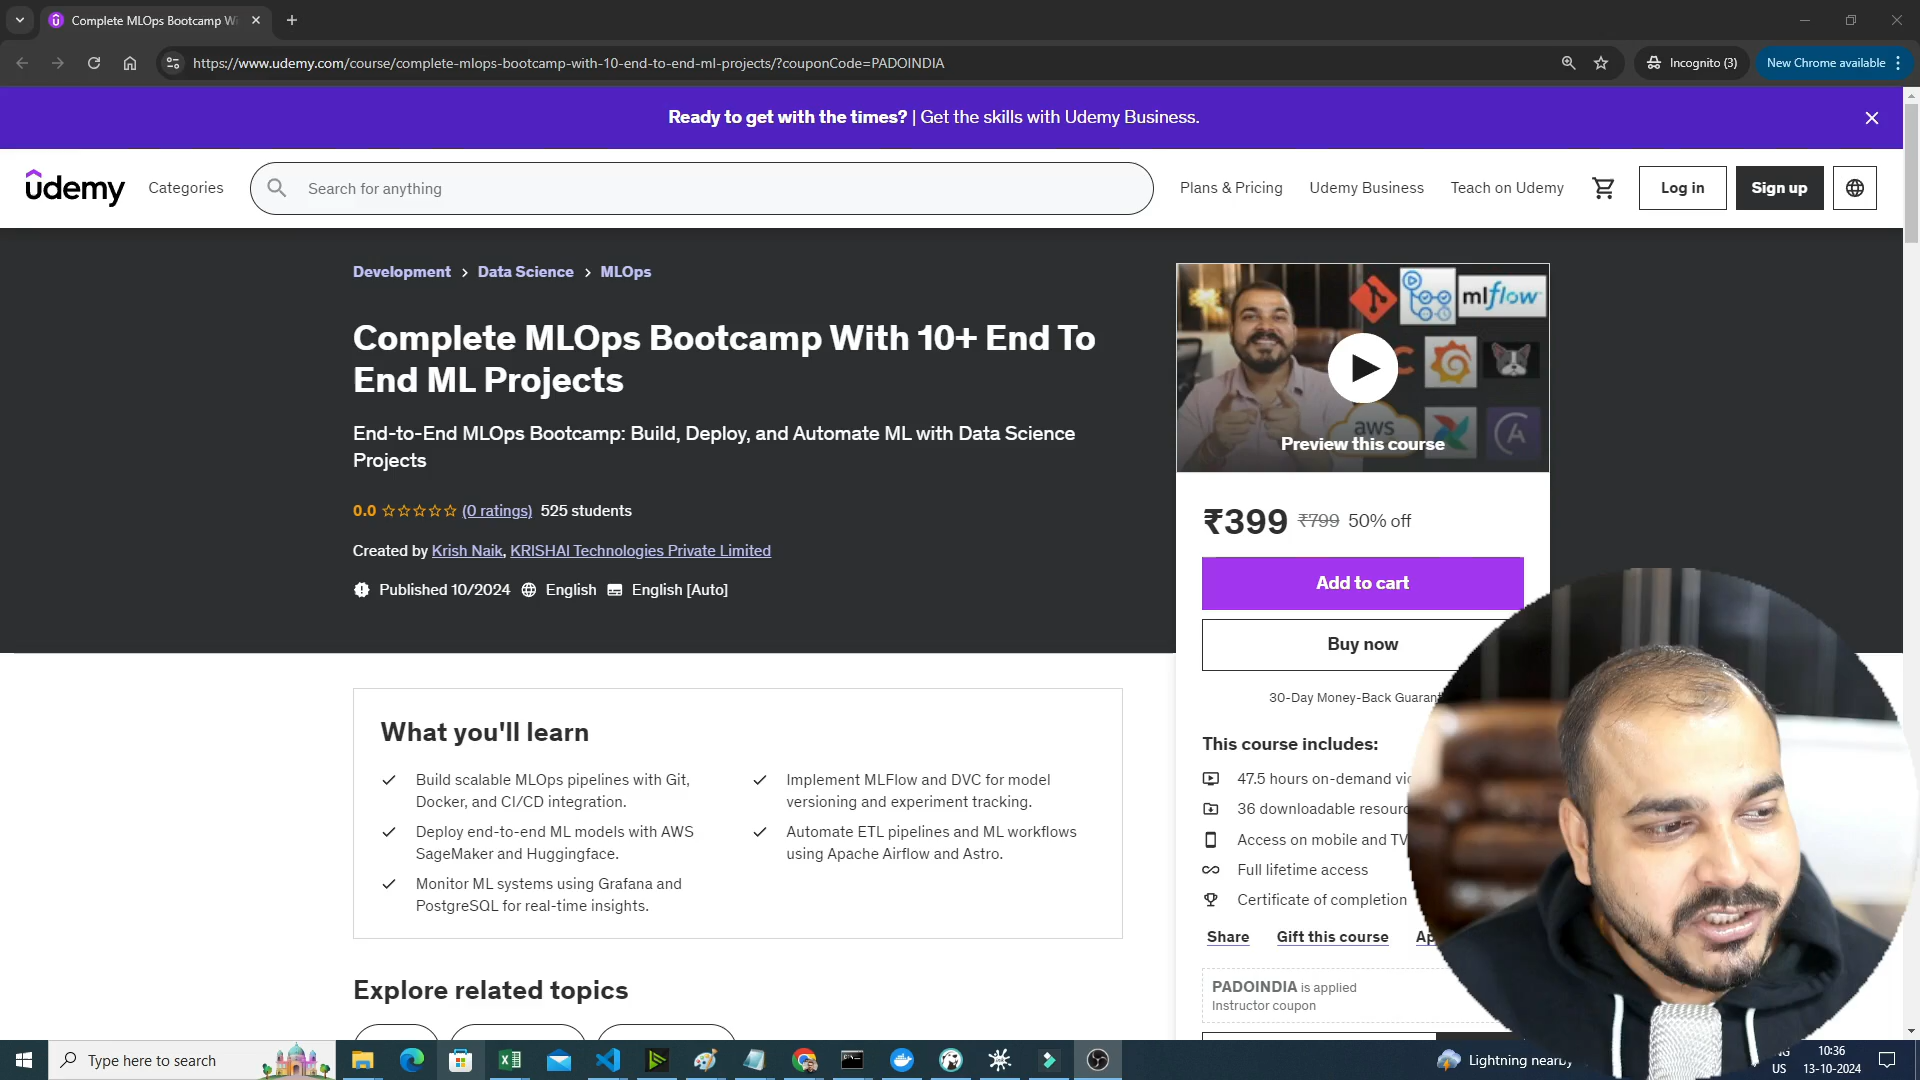 Complete MLOps Bootcamp Wi
https://www.udemy.com/course/complete-mlops-bootcamp-with-10-end-to-end-ml-projects/?couponCode=PADOINDIA
Incognito (3)
New Chrome available
Ready to get with the times? | Get the skills with Udemy Business.
udemy
Categories
Search for anything
Plans & Pricing
Udemy Business
Teach on Udemy
Log in
Sign up
Development > Data Science > MLOps
Complete MLOps Bootcamp With 10+ End To
End ML Projects
End-to-End MLOps Bootcamp: Build, Deploy, and Automate ML with Data Science
Projects
0.0 (0 ratings) 525 students
Created by Krish Naik, KRISHAI Technologies Private Limited
Published 10/2024 English English [Auto]
mlflow
aws
Preview this course
₹399 ₹799 50% off
Add to cart
Buy now
30-Day Money-Back Guarant
This course includes:
47.5 hours on-demand vic
36 downloadable resourc
Access on mobile and TV
Full lifetime access
Certificate of completion
Share
Gift this course
Ap
PADOINDIA is applied
Instructor coupon
What you'll learn
Build scalable MLOps pipelines with Git,
Docker, and CI/CD integration.
Implement MLFlow and DVC for model
versioning and experiment tracking.
Deploy end-to-end ML models with AWS
SageMaker and Huggingface.
Automate ETL pipelines and ML workflows
using Apache Airflow and Astro.
Monitor ML systems using Grafana and
PostgreSQL for real-time insights.
Explore related topics
Type here to search
Lightning nearby
US
10:36
13-10-2024